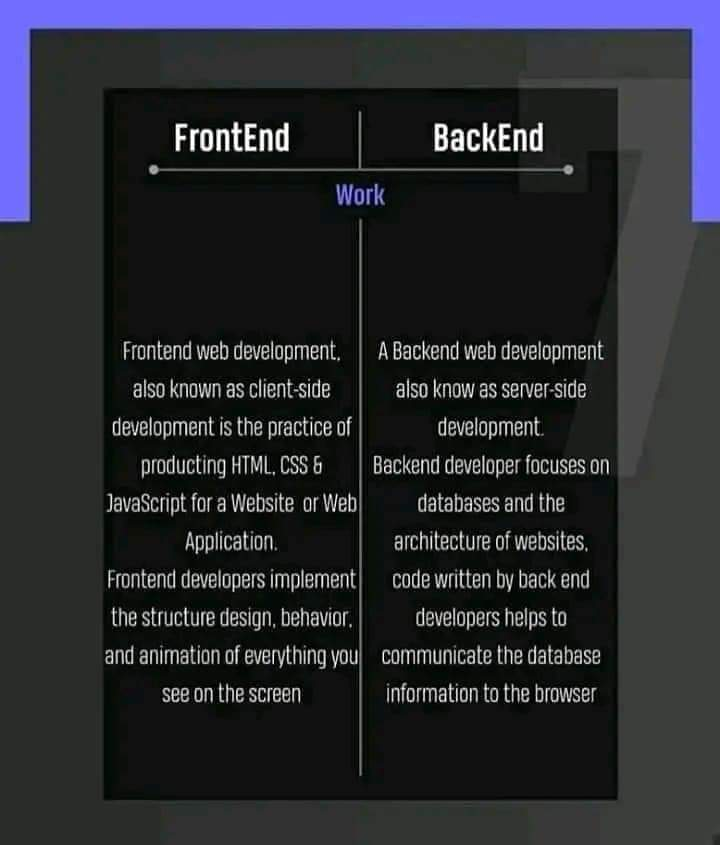 FrontEnd
BackEnd
Work
Frontend web development,
also known as client-side
development is the practice of
producting HTML, CSS &
JavaScript for a Website or Web
Application.
Frontend developers implement
the structure design, behavior,
and animation of everything you
see on the screen
A Backend web development
also know as server-side
development.
Backend developer focuses on
databases and the
architecture of websites,
code written by back end
developers helps to
communicate the database
information to the browser
7